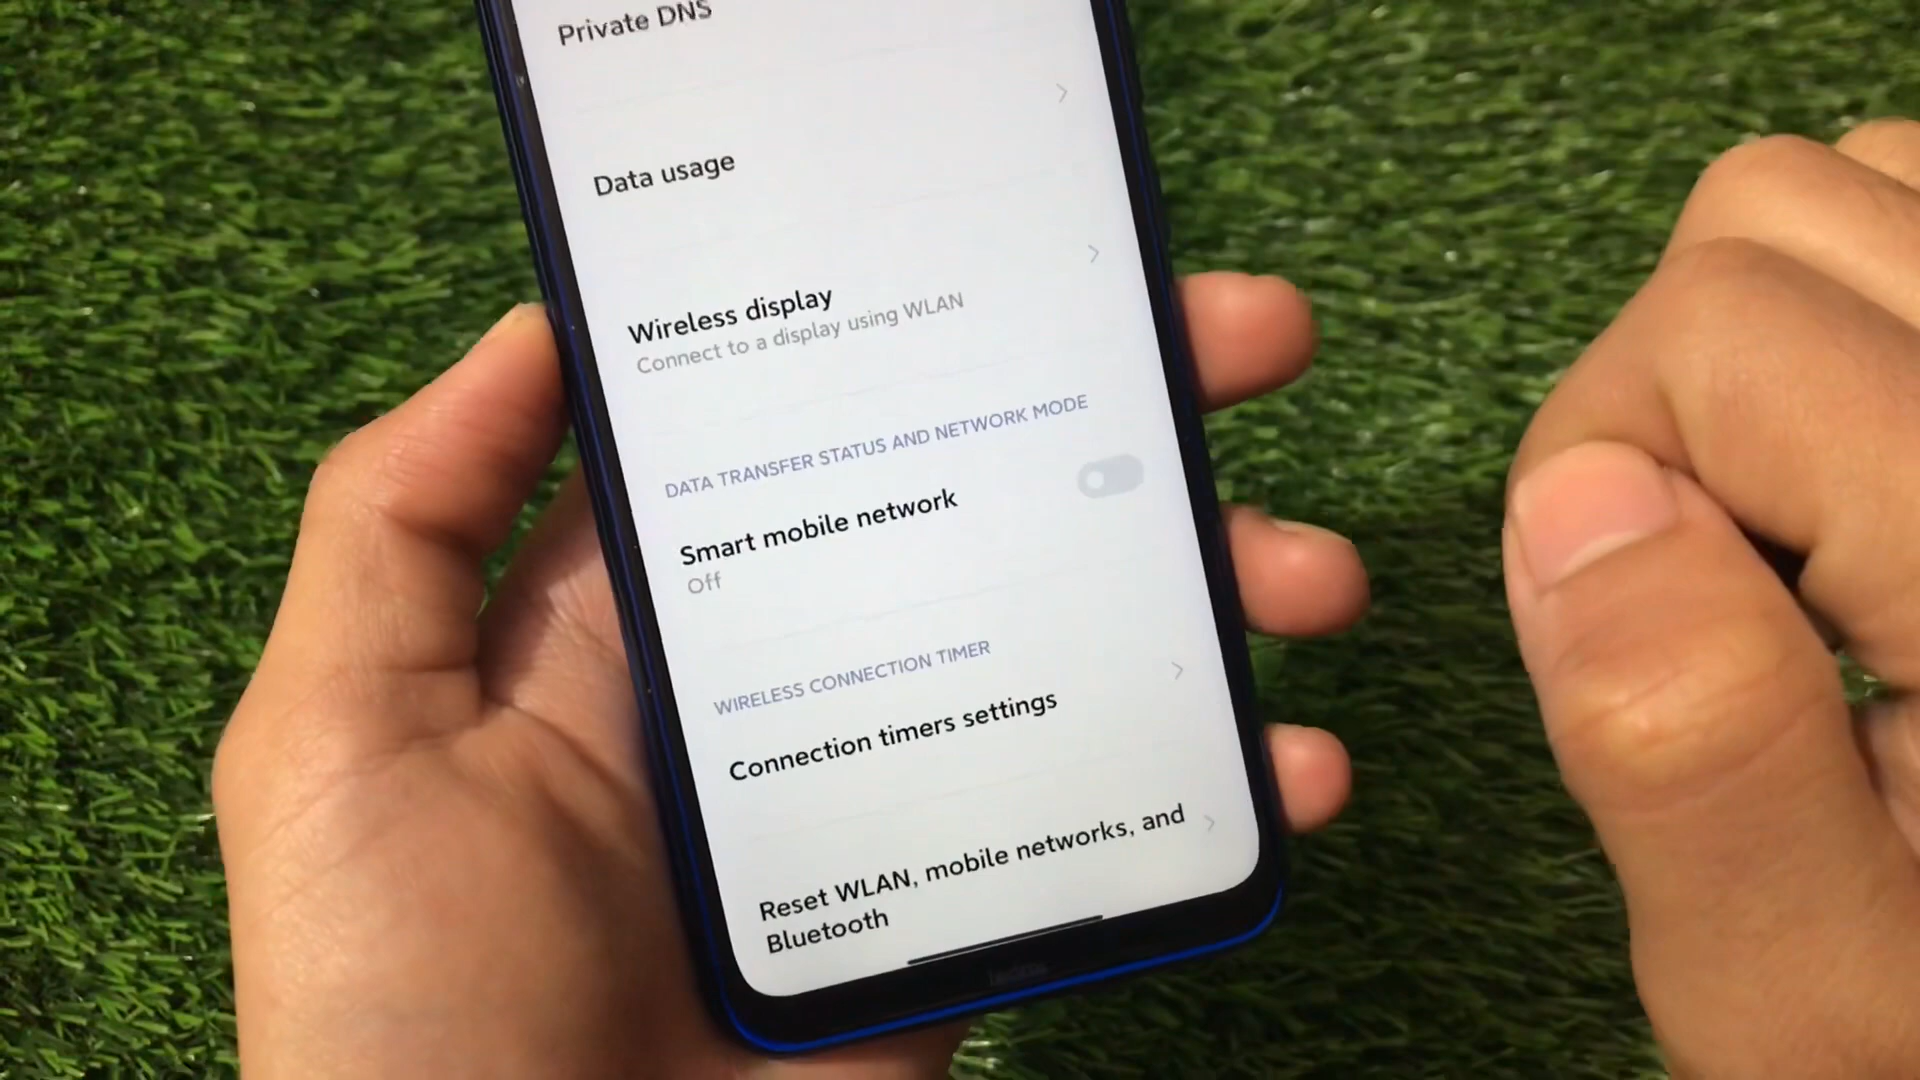 Private DNS
Data usage
Wireless display
Connect to a display using WLAN
DATA TRANSFER STATUS AND NETWORK MODE
Smart mobile network
Off
WIRELESS CONNECTION TIMER
Connection timers settings
Reset WLAN, mobile networks, and
Bluetooth